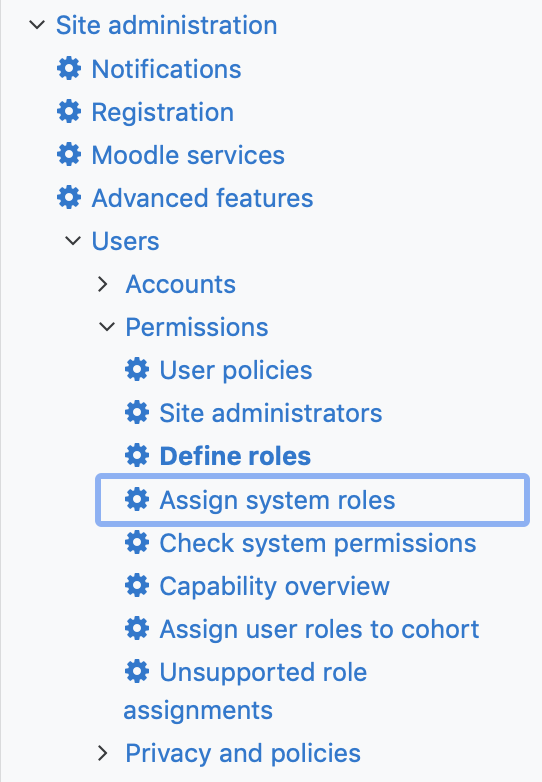 Site administration
Notifications
Registration
Moodle services
Advanced features
Users
Accounts
Permissions
User policies
Site administrators
Define roles
Assign system roles
Check system permissions
Capability overview
Assign user roles to cohort
Unsupported role
assignments
Privacy and policies